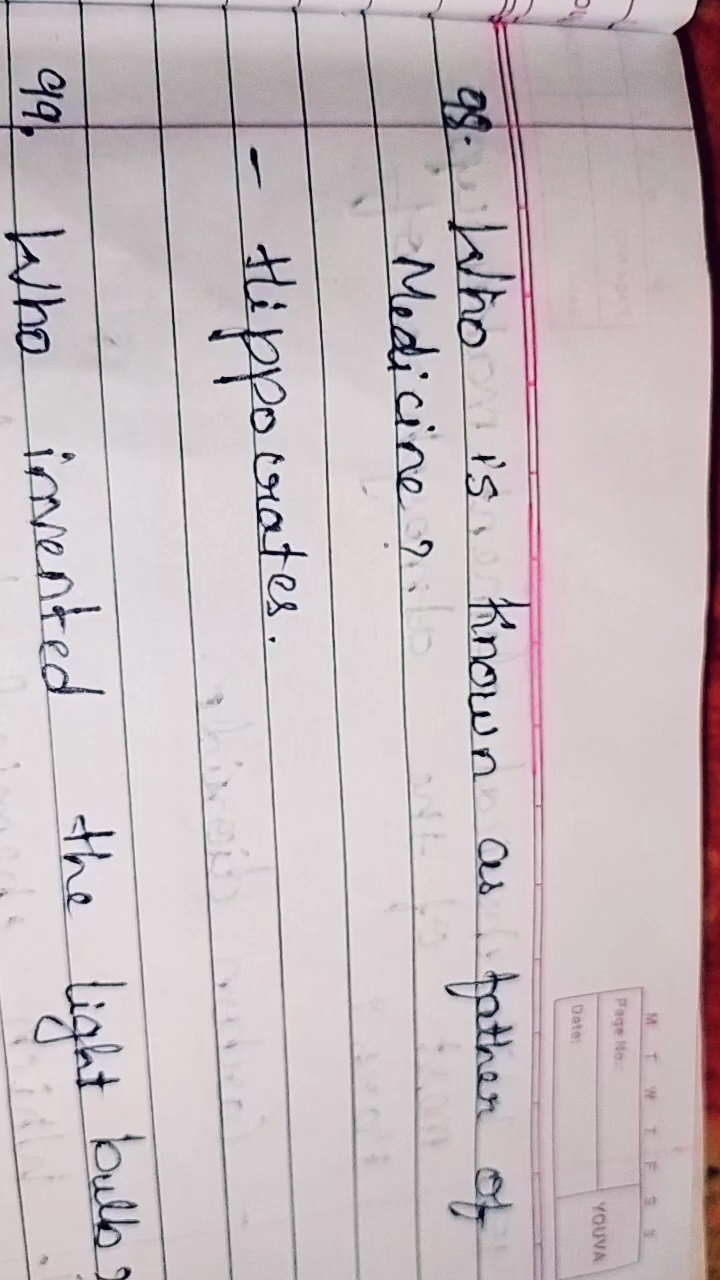 M T W T F S S
Page No.:
Date:
YOUVA
98. Who is known as father of
Medicine?
- Hippocrates.
99. Who invented the light bulb?